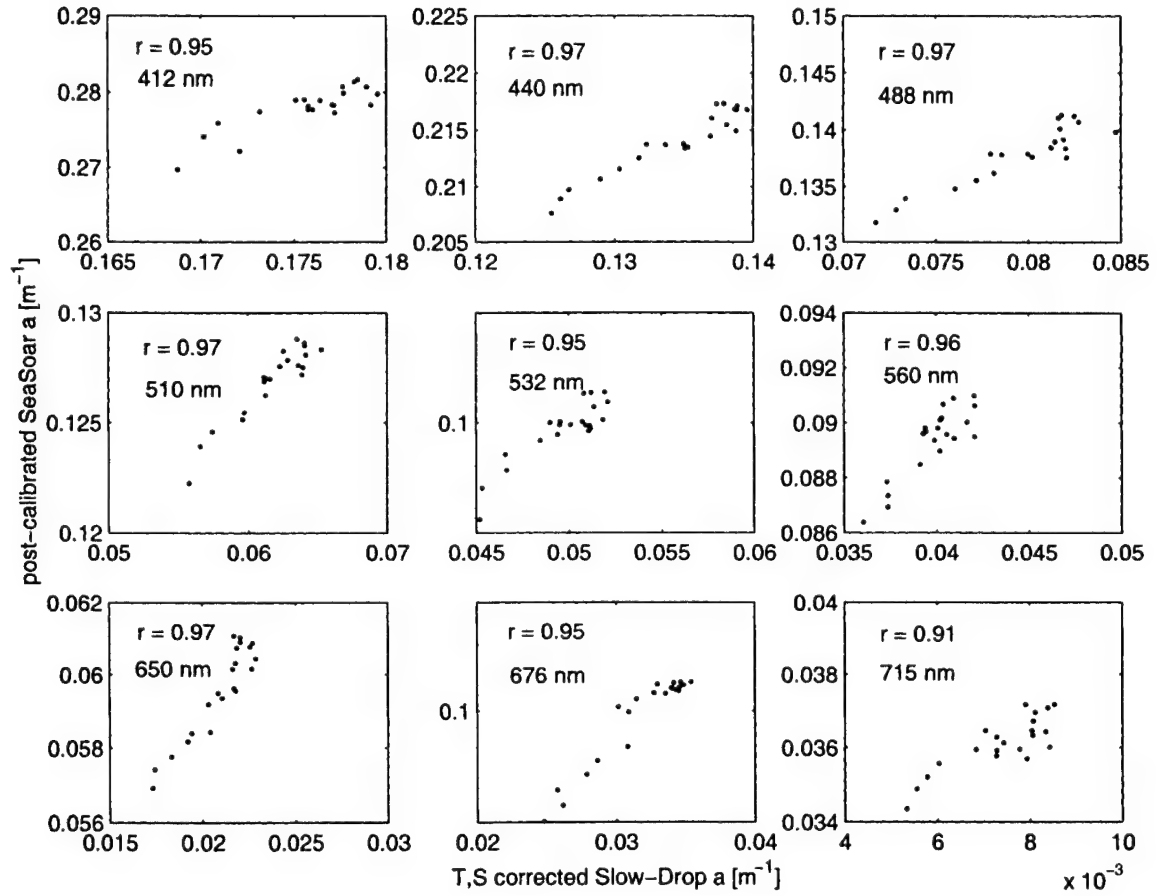 r = 0.95
412 nm
0.29
0.28
0.27
0.26
0.165 0.17 0.175 0.18
r = 0.97
440 nm
0.225
0.22
0.215
0.21
0.205
0.12 0.13 0.14
r = 0.97
488 nm
0.15
0.145
0.14
0.135
0.13
0.07 0.075 0.08 0.085
post-calibrated SeaSoar a [m⁻¹]
r = 0.97
510 nm
0.13
0.125
0.12
0.05 0.06 0.07
r = 0.95
532 nm
0.1
0.045 0.05 0.055 0.06
r = 0.96
560 nm
0.094
0.092
0.09
0.088
0.086
0.035 0.04 0.045 0.05
r = 0.97
650 nm
0.062
0.06
0.058
0.056
0.015 0.02 0.025 0.03
r = 0.95
676 nm
0.1
0.02 0.03 0.04
r = 0.91
715 nm
0.04
0.038
0.036
0.034
4 6 8 10
x 10⁻³
T,S corrected Slow-Drop a [m⁻¹]